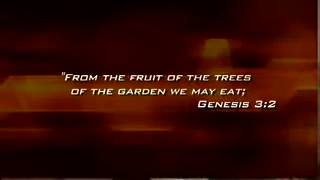 "From the fruit of the trees
of the garden we may eat;
Genesis 3:2